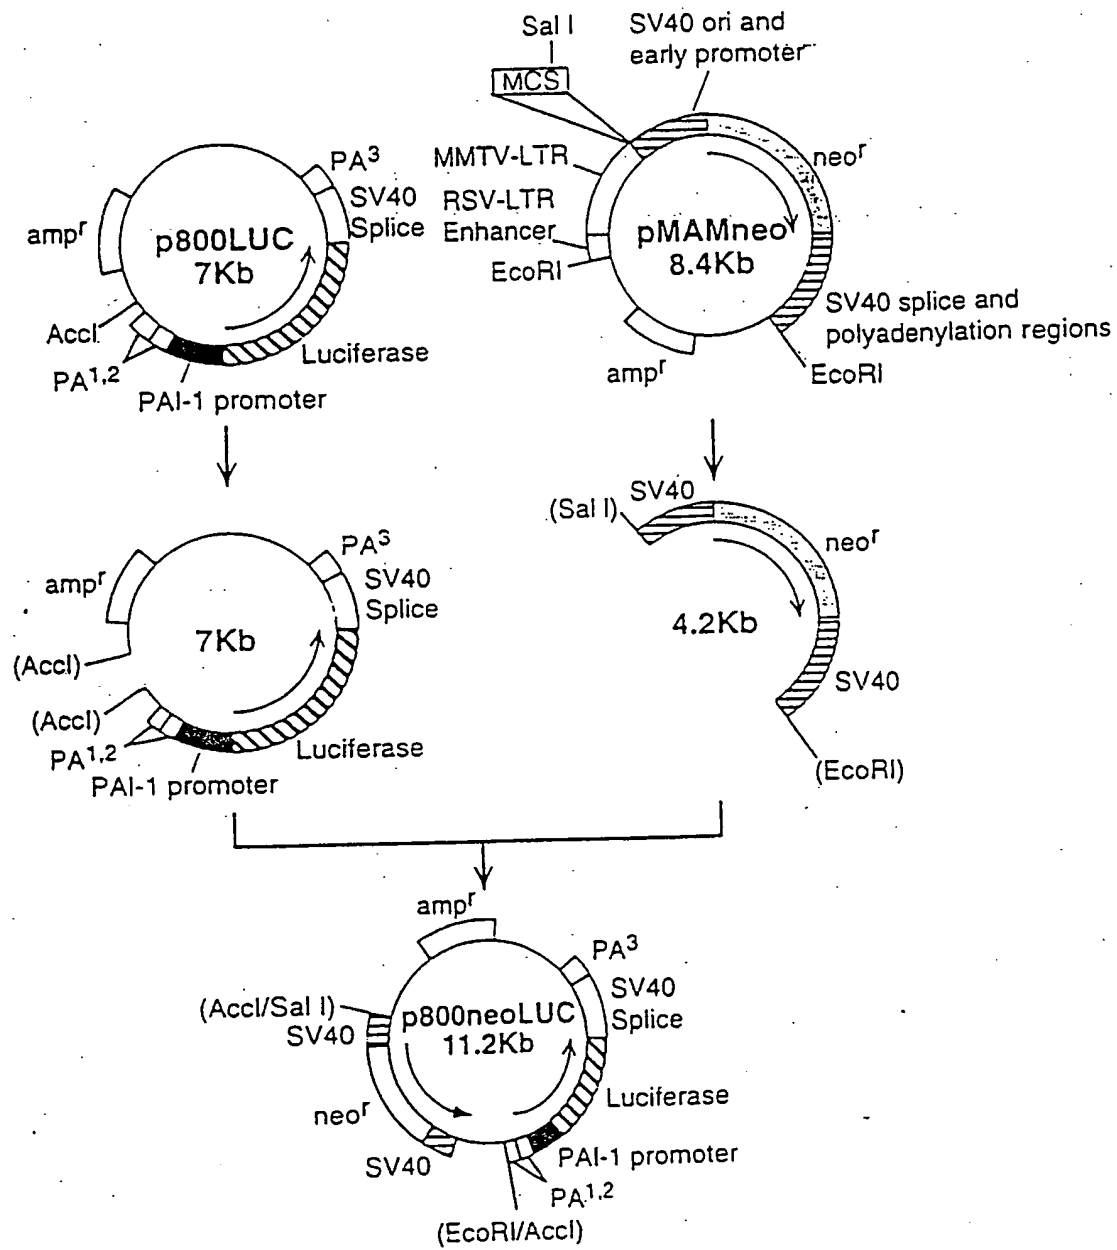 Sal I
MCS
SV40 ori and
early promoter
PA3
SV40
Splice
ampr
p800LUC
7Kb
AccI
PA1,2
Luciferase
PAI-1 promoter
MMTV-LTR
RSV-LTR
Enhancer
EcoRI
neor
pMAMneo
8.4Kb
SV40 splice and
polyadenylation regions
ampr
EcoRI
PA3
ampr
SV40
Splice
7Kb
(AccI)
(AccI)
PA1,2
Luciferase
PAI-1 promoter
(Sal I)
SV40
neor
4.2Kb
SV40
(EcoRI)
ampr
PA3
(AccI/Sal I)
SV40
p800neoLUC
11.2Kb
SV40
Splice
neor
Luciferase
SV40
PAI-1 promoter
PA1,2
(EcoRI/AccI)